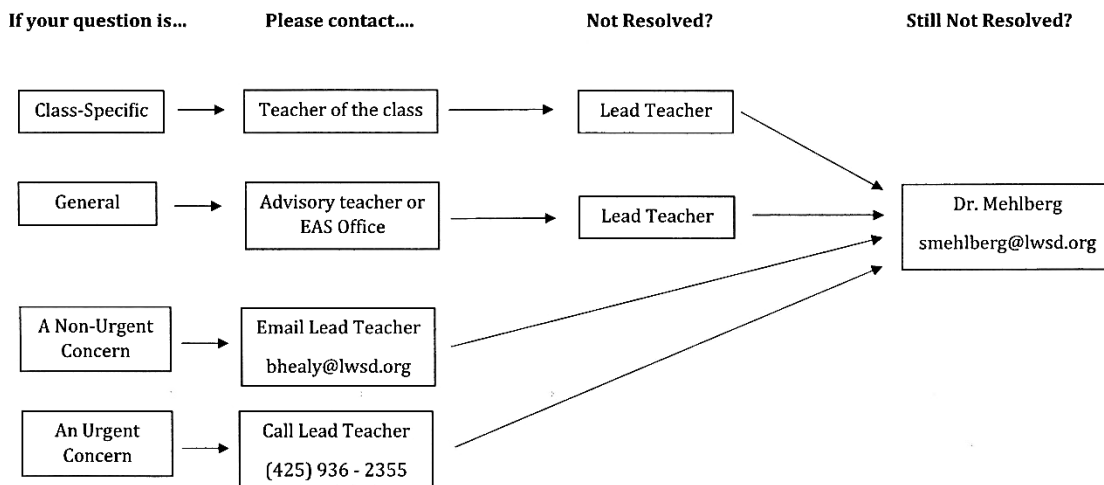 If your question is...
Please contact....
Not Resolved?
Still Not Resolved?
Class-Specific
Teacher of the class
Lead Teacher
General
Advisory teacher or
EAS Office
Lead Teacher
Dr. Mehlberg
smehlberg@lwsd.org
A Non-Urgent
Concern
Email Lead Teacher
bhealy@lwsd.org
An Urgent
Concern
Call Lead Teacher
(425) 936 - 2355